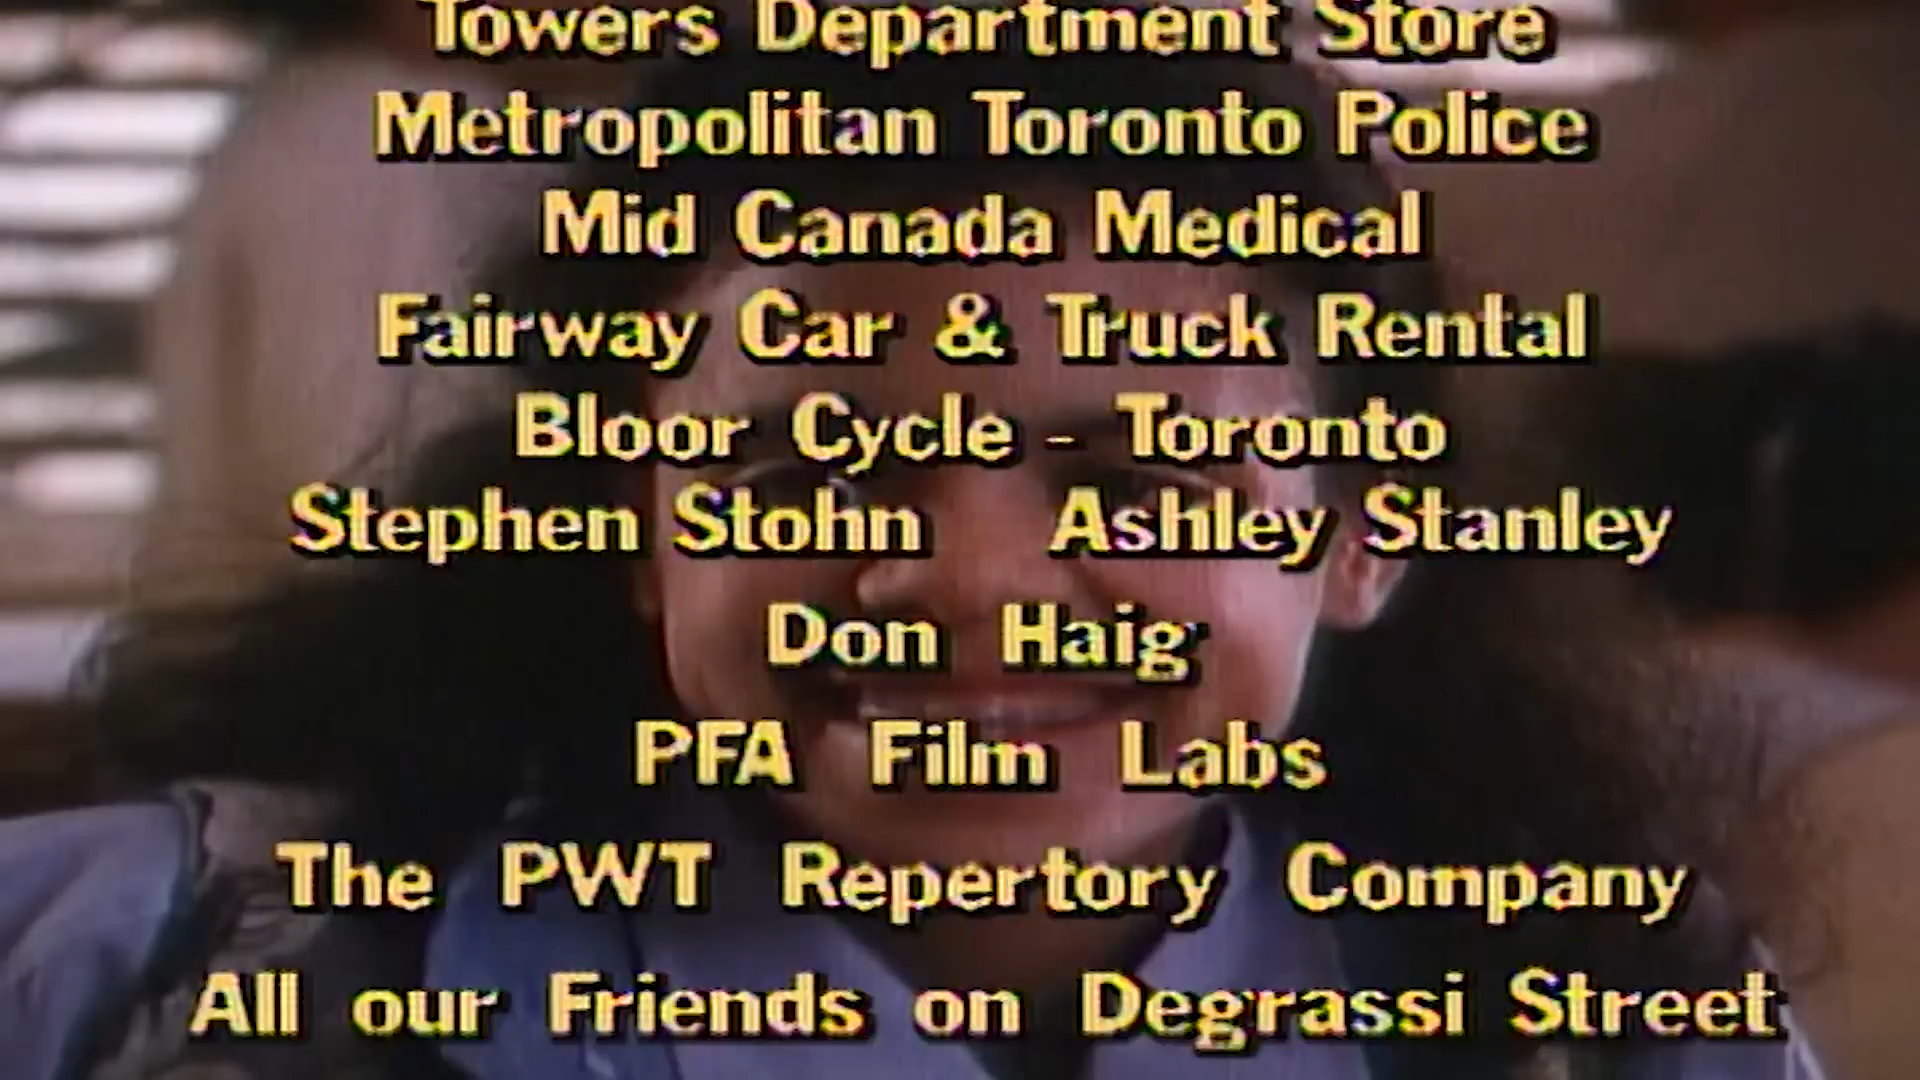 Towers Department Store
Metropolitan Toronto Police
Mid Canada Medical
Fairway Car & Truck Rental
Bloor Cycle - Toronto
Stephen Stohn Ashley Stanley
Don Haig
PFA Film Labs
The PWT Repertory Company
All our Friends on Degrassi Street